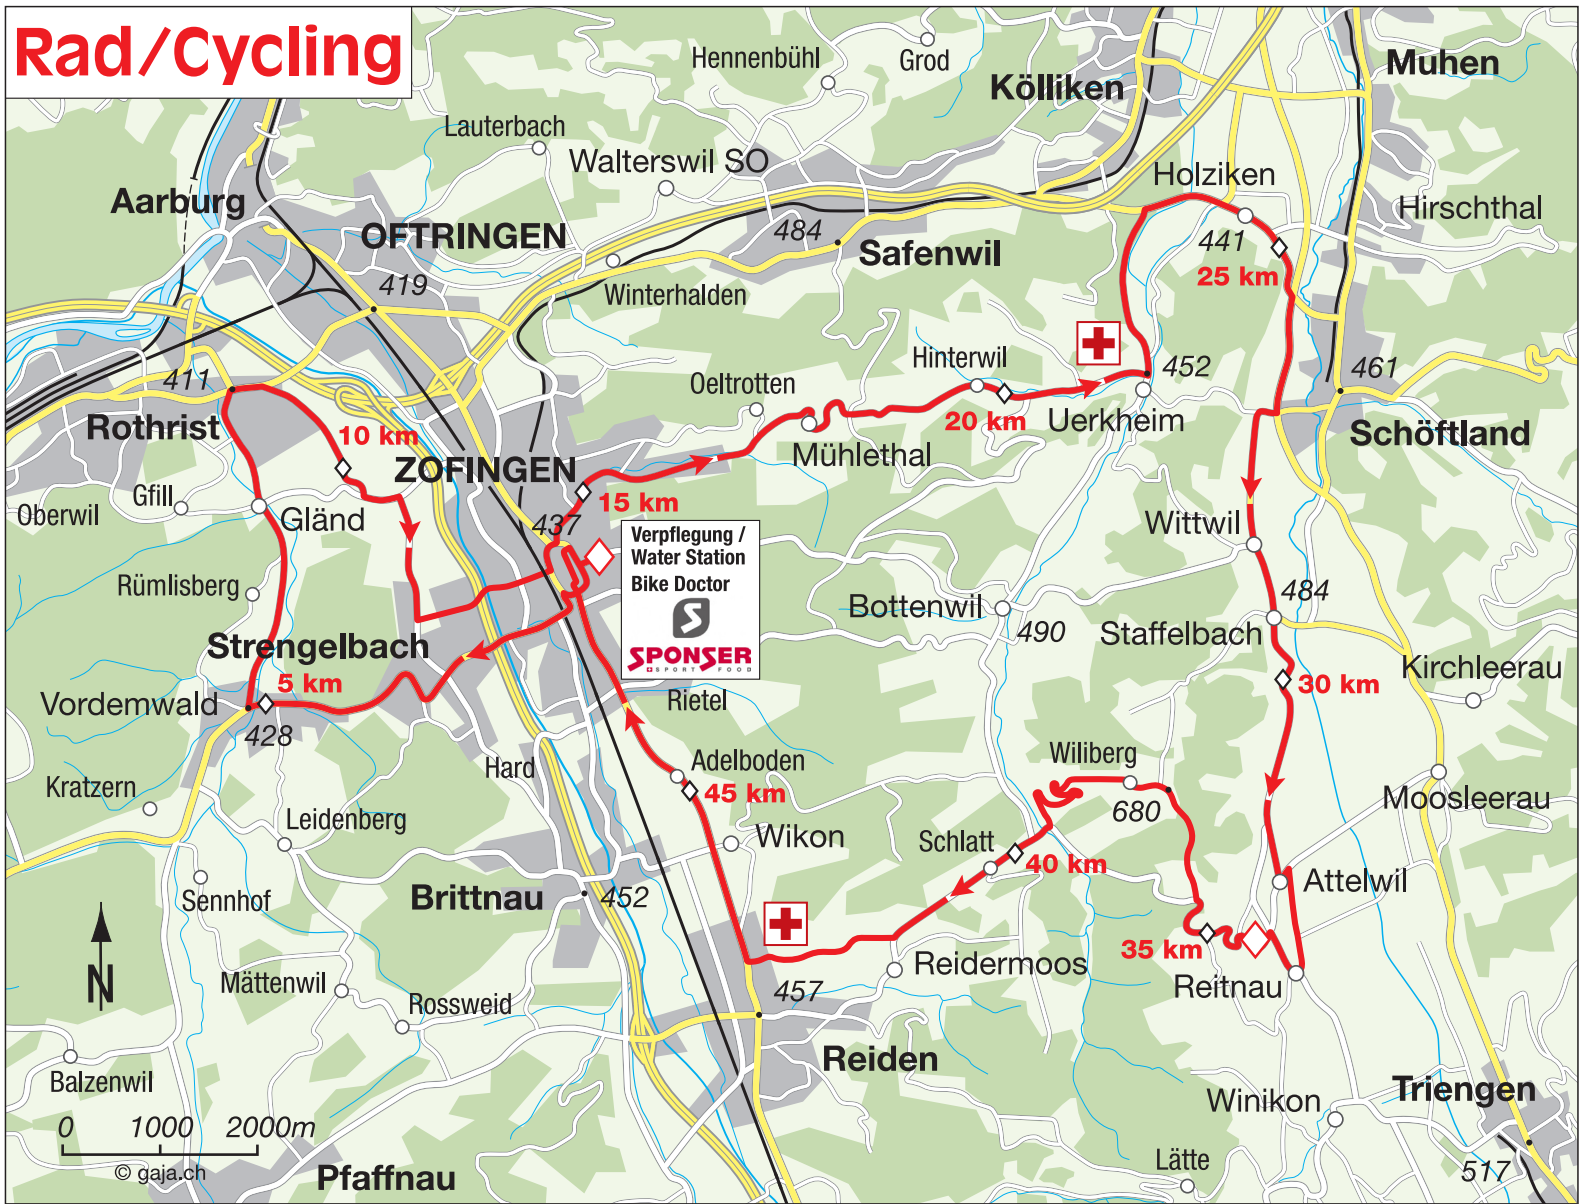 Rad/Cycling
Hennenbühl
Grod
Muhen
Kölliken
Lauterbach
Walterswil SO
Holziken
Aarburg
Hirschthal
OFTRINGEN
484
Safenwil
441
25 km
419
Winterhalden
Hinterwil
452
461
411
Oeltrotten
Rothrist
10 km
20 km
Uerkheim
Schöftland
Mühlethal
ZOFINGEN
Gfill
Oberwil
Gländ
15 km
437
Wittwil
Verpflegung /
Water Station
Bike Doctor
SPONSER
SPORT FOOD
Rümlisberg
484
Bottenwil
490
Staffelbach
Strengelbach
Kirchleerau
5 km
30 km
Vordemwald
Rietel
428
Wiliberg
Adelboden
Hard
Kratzern
45 km
680
Moosleerau
Leidenberg
Wikon
Schlatt
40 km
Attelwil
Brittnau
452
Sennhof
35 km
Reidermoos
Reitnau
N
Mättenwil
Rossweid
457
Reiden
Balzenwil
Triengen
Winikon
0 1000 2000m
© gaja.ch
Pfaffnau
Lätte
517